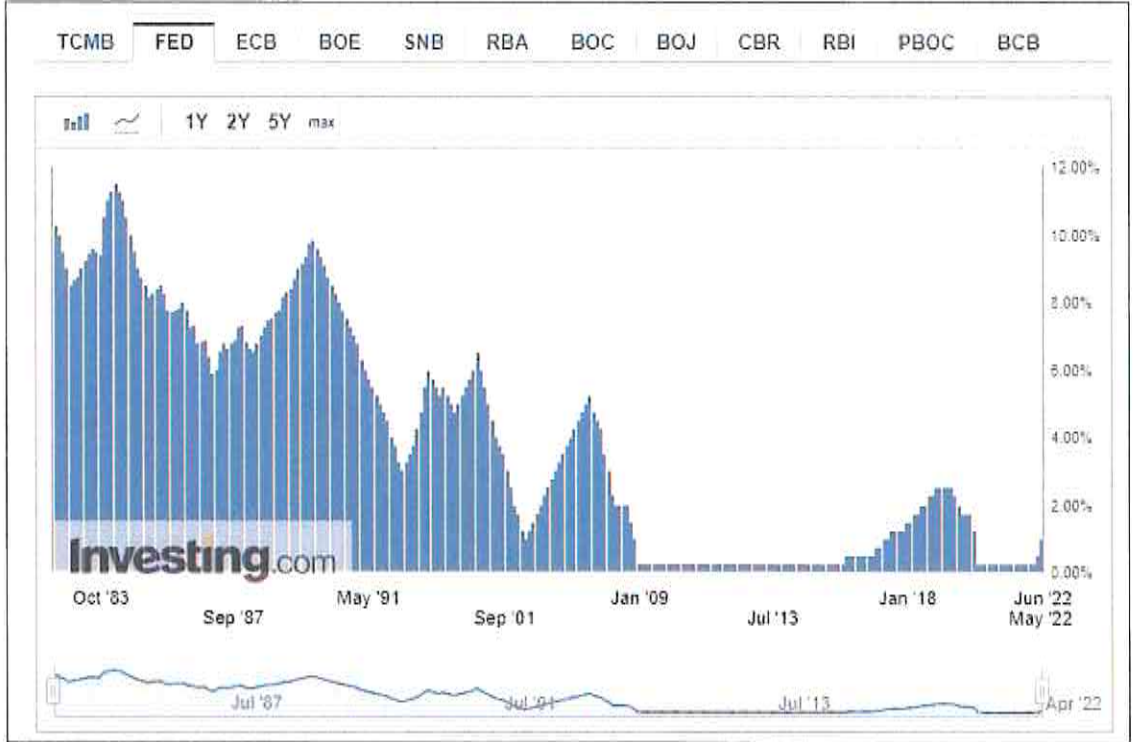 TCMB FED ECB BOE SNB RBA BOC BOJ CBR RBI PBOC BCB
1Y 2Y 5Y max
12.00%
10.00%
8.00%
6.00%
4.00%
2.00%
0.00%
Investing.com
Oct '83 May '91 Jan '09 Jan '18 Jun '22
Sep '87 Sep '01 Jul '13 May '22
Jul '87 Jul '91 Jul '13 Apr '22